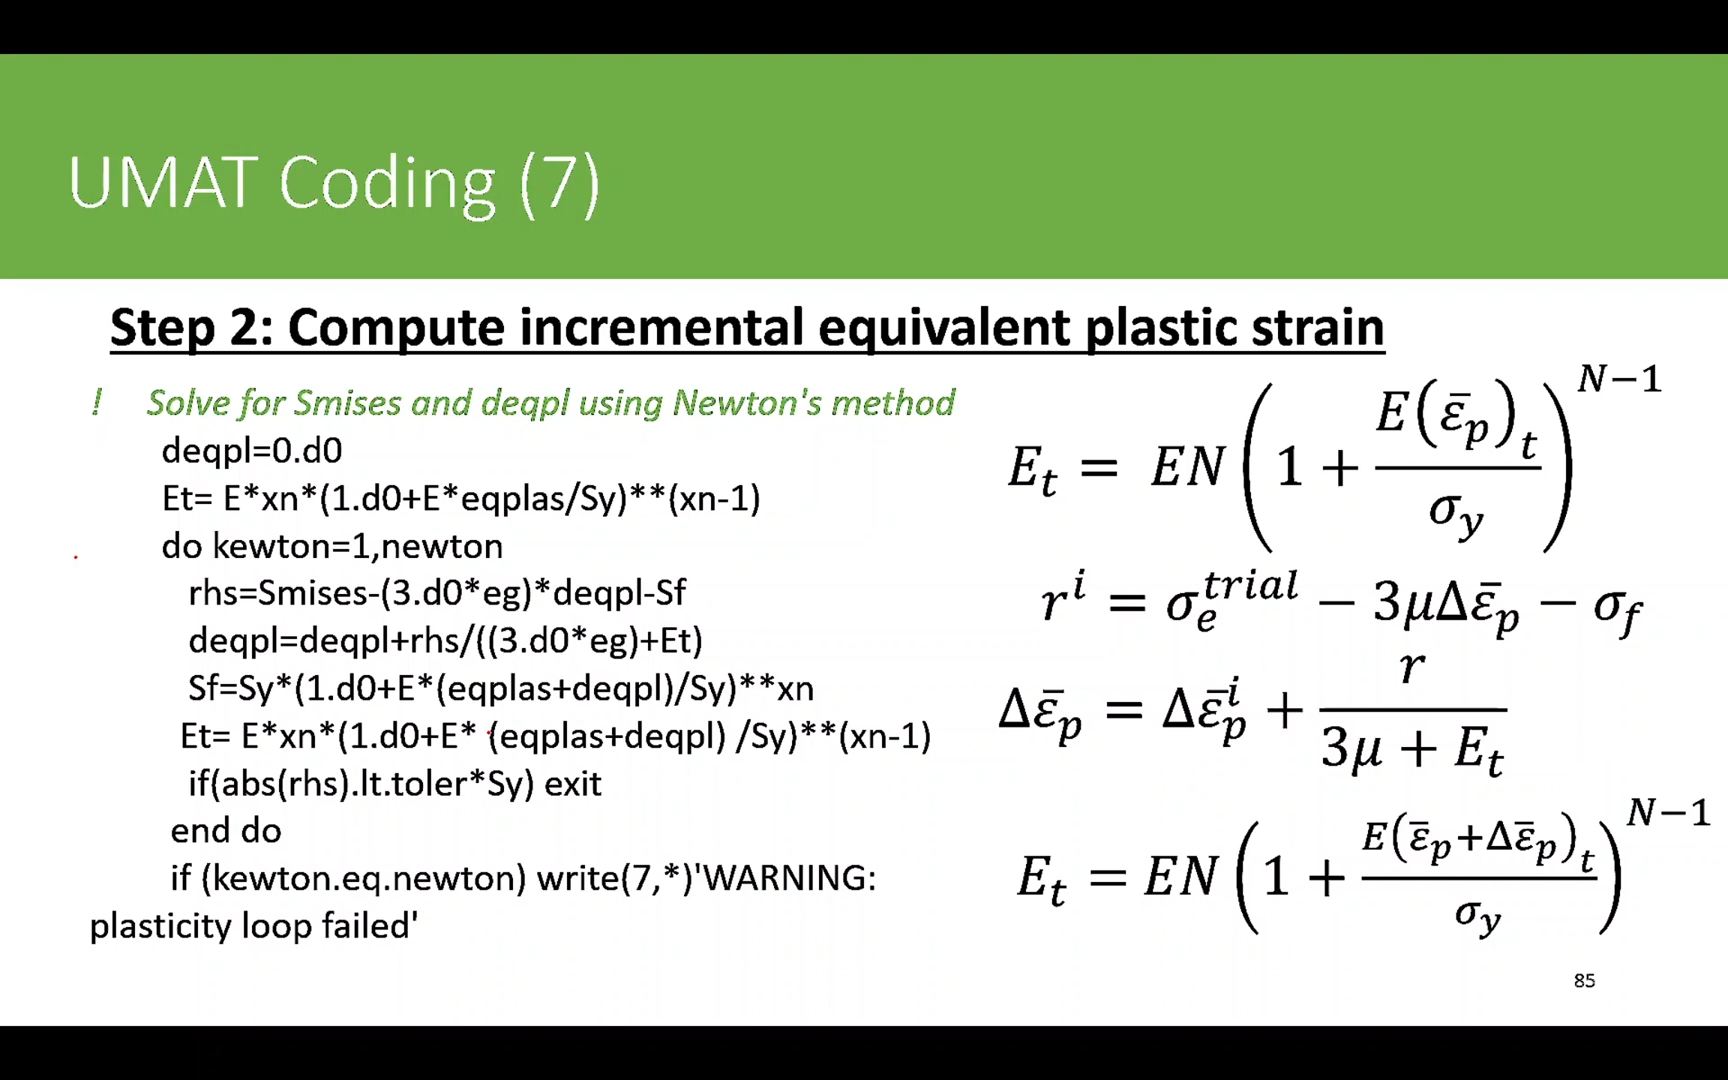 UMAT Coding (7)
Step 2: Compute incremental equivalent plastic strain
! Solve for Smises and deqpl using Newton's method
deqpl=0.d0
Et= E*xn*(1.d0+E*eqplas/Sy)**(xn-1)
do kewton=1,newton
rhs=Smises-(3.d0*eg)*deqpl-Sf
deqpl=deqpl+rhs/((3.d0*eg)+Et)
Sf=Sy*(1.d0+E*(eqplas+deqpl)/Sy)**xn
Et= E*xn*(1.d0+E* (eqplas+deqpl) /Sy)**(xn-1)
if(abs(rhs).lt.toler*Sy) exit
end do
if (kewton.eq.newton) write(7,*)'WARNING:
plasticity loop failed'
E_t = EN(1 + E(ε̄_p)_t / σ_y)^{N−1}
r^i = σ_e^{trial} − 3μΔε̄_p − σ_f
Δε̄_p = Δε̄_p^i + r / (3μ + E_t)
E_t = EN(1 + E(ε̄_p+Δε̄_p)_t / σ_y)^{N−1}
85